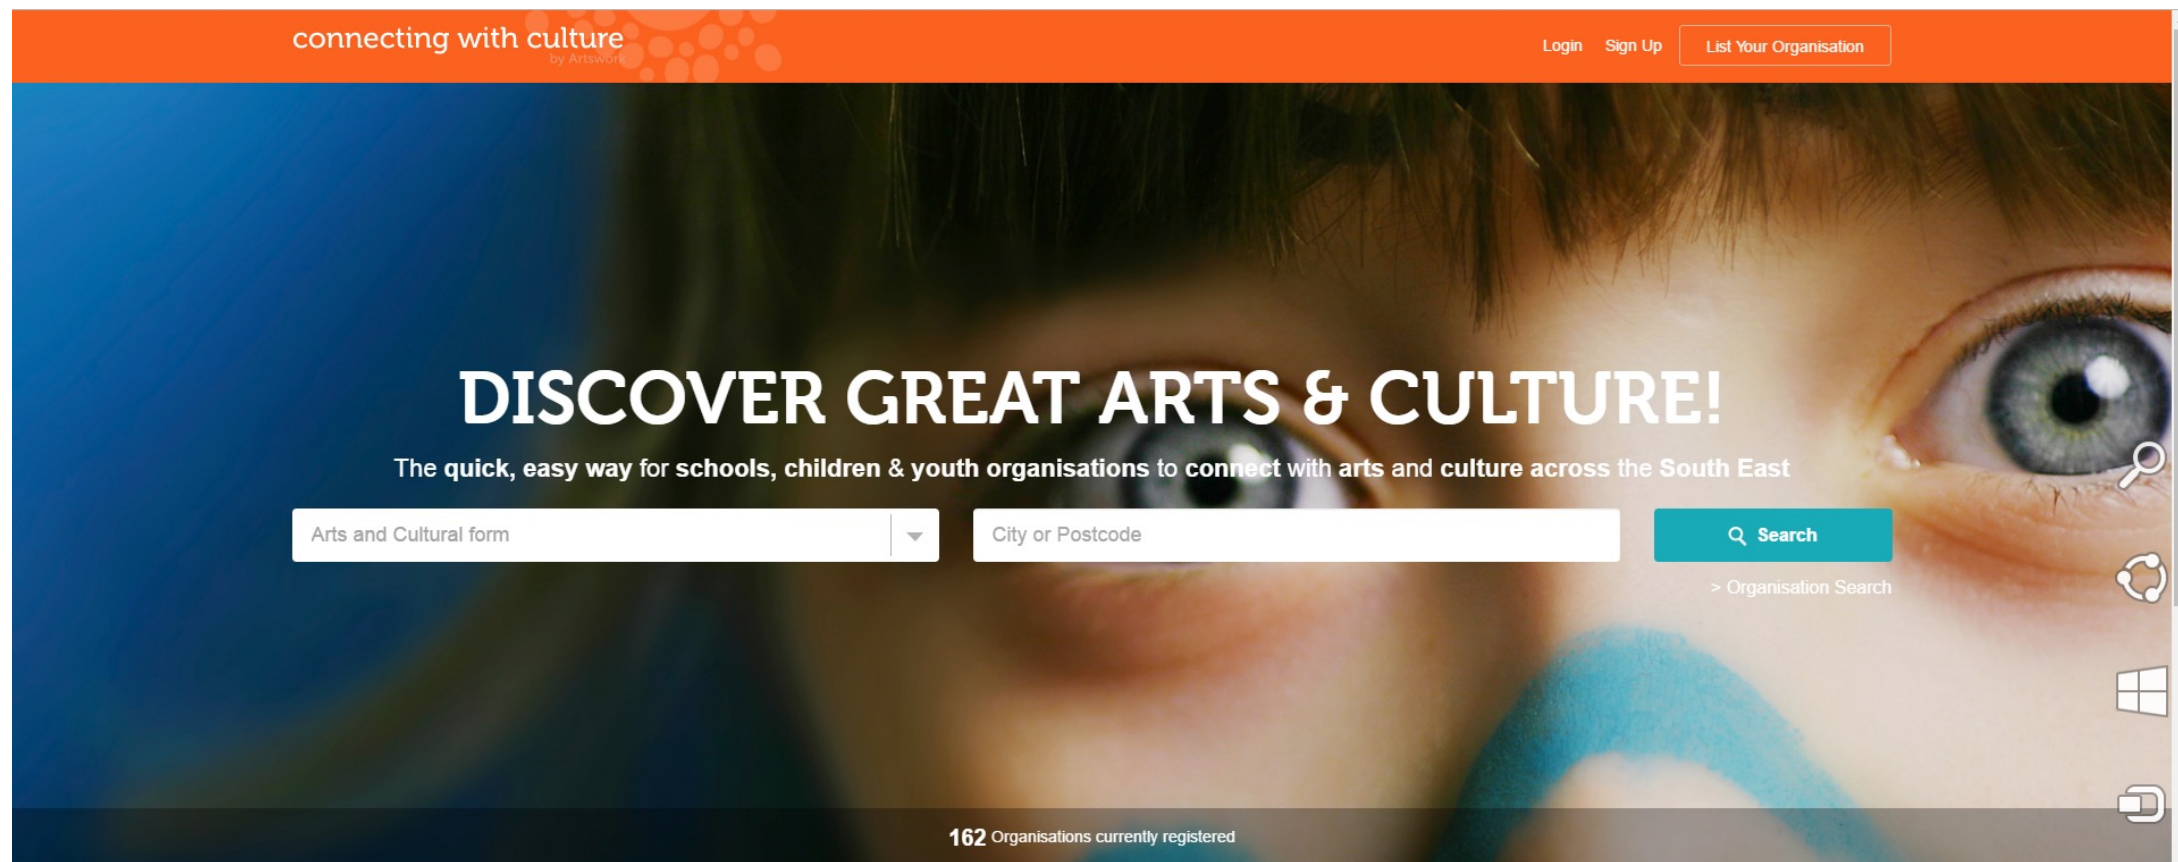 connecting with culture
by Artswork
Login Sign Up List Your Organisation
DISCOVER GREAT ARTS & CULTURE!
The quick, easy way for schools, children & youth organisations to connect with arts and culture across the South East
Arts and Cultural form
City or Postcode
Search
> Organisation Search
162 Organisations currently registered